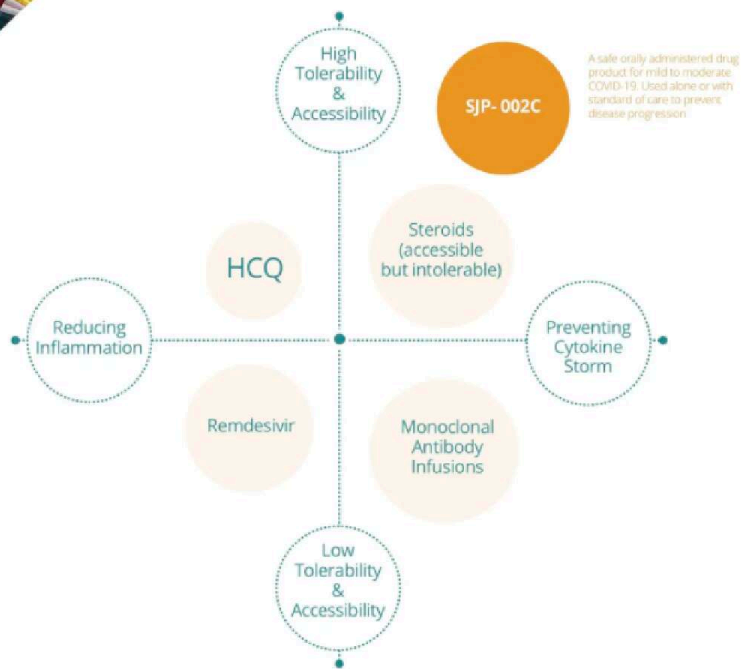 High
Tolerability
&
Accessibility
SJP- 002C
A safe orally administered drug
product for mild to moderate
COVID-19. Used alone or with
standard of care to prevent
disease progression
HCQ
Steroids
(accessible
but intolerable)
Reducing
Inflammation
Preventing
Cytokine
Storm
Remdesivir
Monoclonal
Antibody
Infusions
Low
Tolerability
&
Accessibility